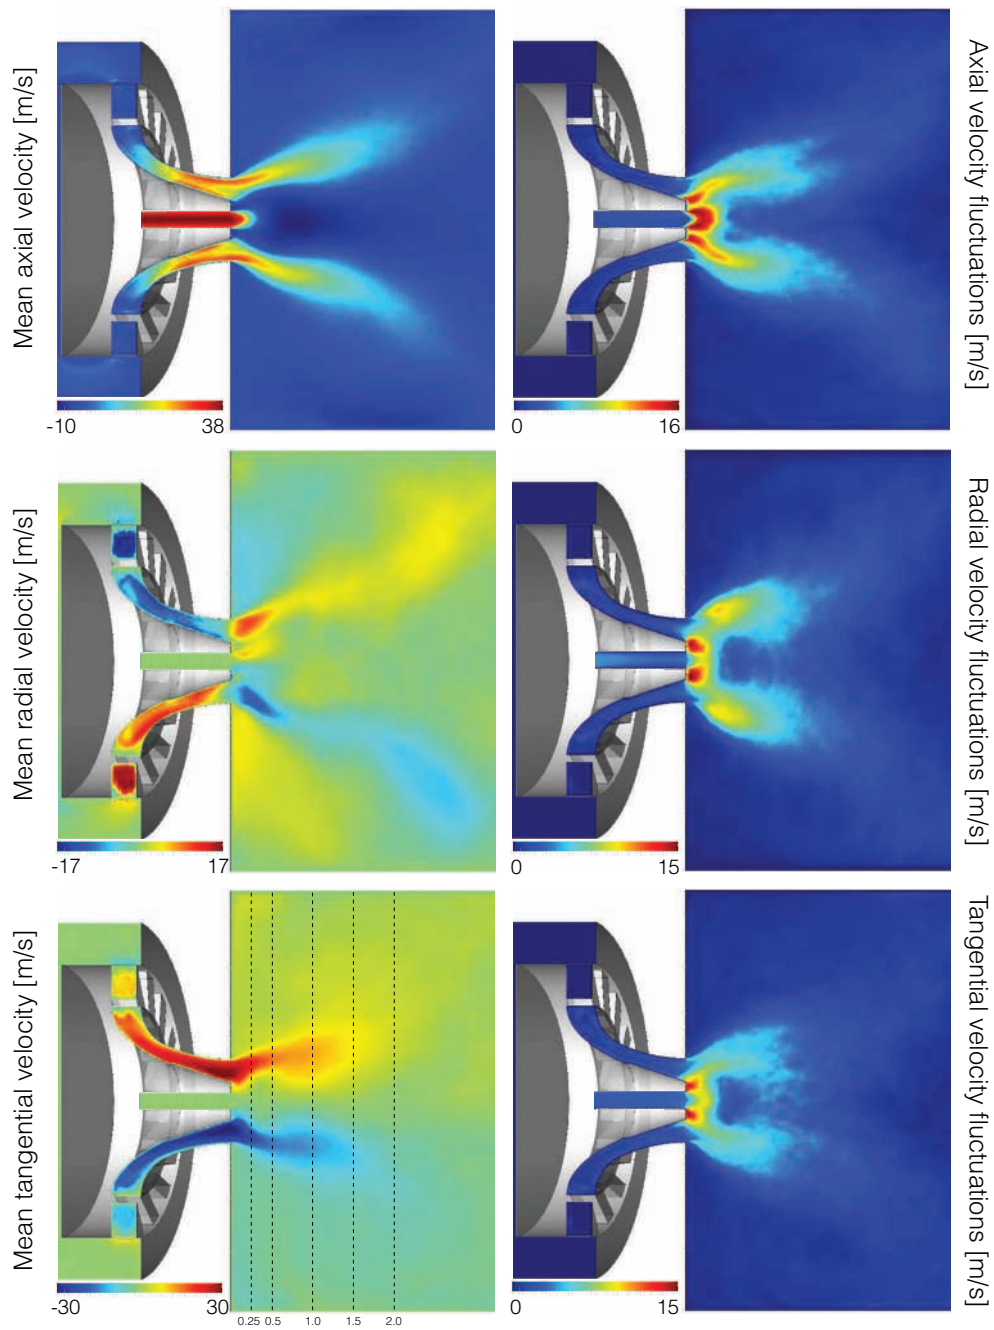 Mean axial velocity [m/s]
-10 38
Axial velocity fluctuations [m/s]
0 16
Mean radial velocity [m/s]
-17 17
Radial velocity fluctuations [m/s]
0 15
Mean tangential velocity [m/s]
-30 30
0.25 0.5 1.0 1.5 2.0
Tangential velocity fluctuations [m/s]
0 15